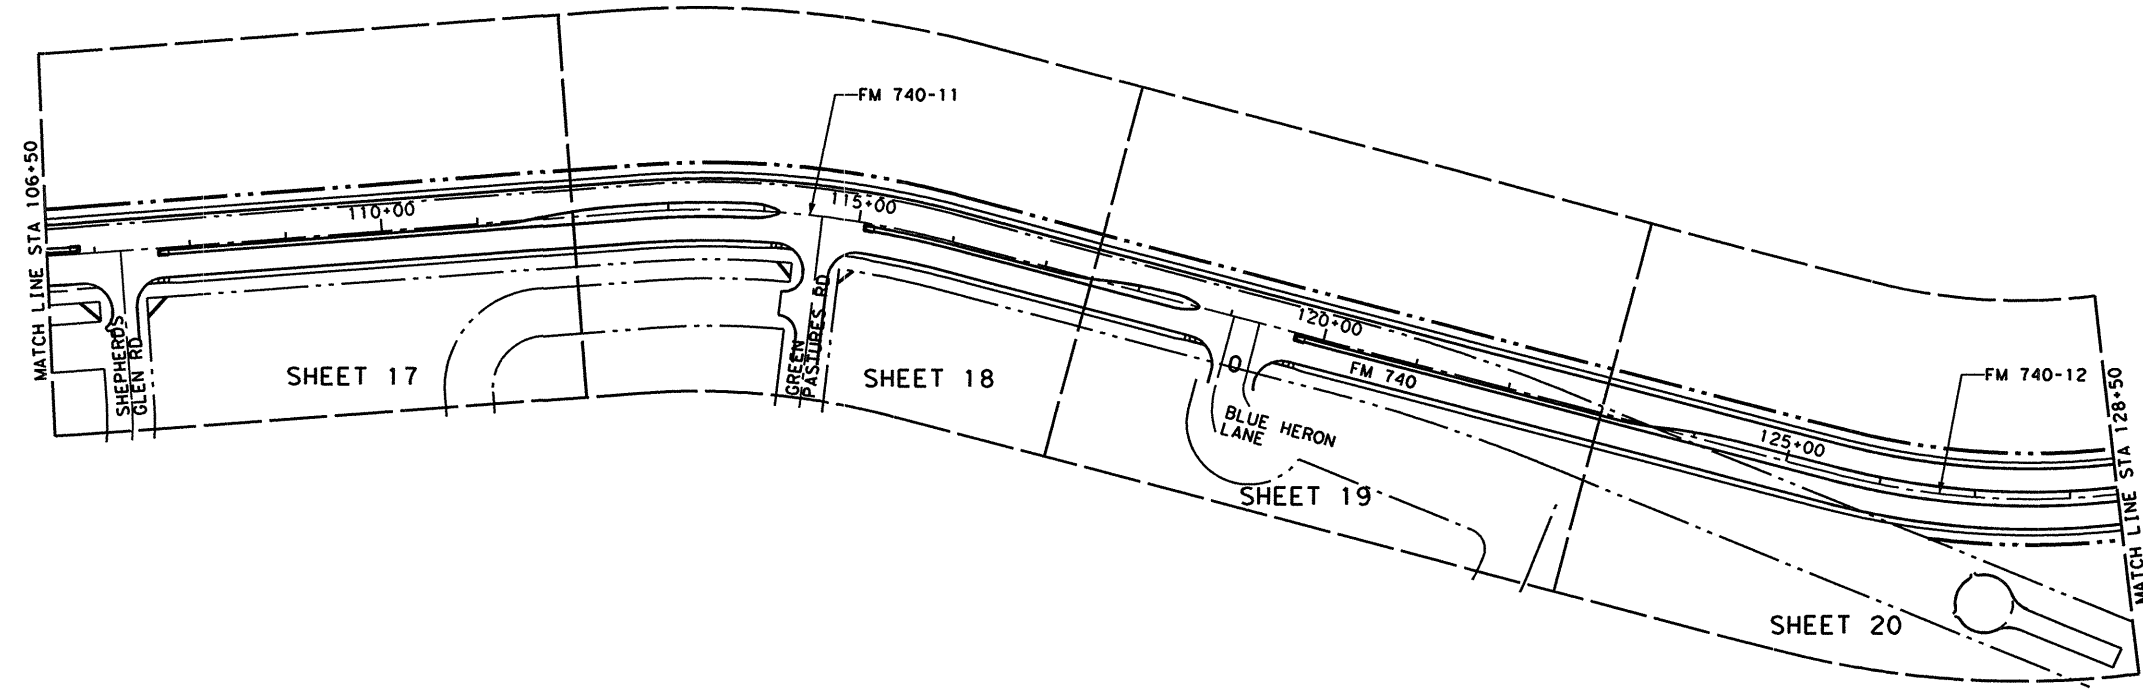 MATCH LINE STA 106+50
SHEPHERDS
GLEN RD
110+00
SHEET 17
FM 740-11
115+00
GREEN
PASTURES RD
SHEET 18
120+00
FM 740
BLUE HERON
LANE
SHEET 19
125+00
FM 740-12
SHEET 20
MATCH LINE STA 128+50